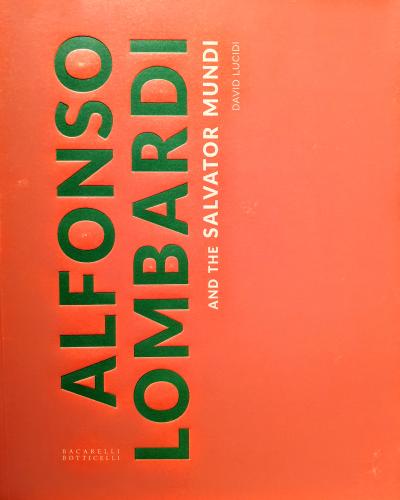 ALFONSO
LOMBARDI
AND THE SALVATOR MUNDI
DAVID LUCIDI
BACARELLI
BOTTICELLI